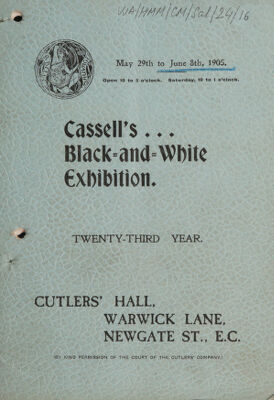 WA/HMM/CM/Sal/24/16
May 29th to June 8th, 1905.
Open 10 to 5 o'clock. Saturday, 10 to 1 o'clock.
Cassell's . . .
Black=and=White
Exhibition.
TWENTY-THIRD YEAR.
CUTLERS' HALL,
WARWICK LANE,
NEWGATE ST., E.C.
(BY KIND PERMISSION OF THE COURT OF THE CUTLERS' COMPANY.)